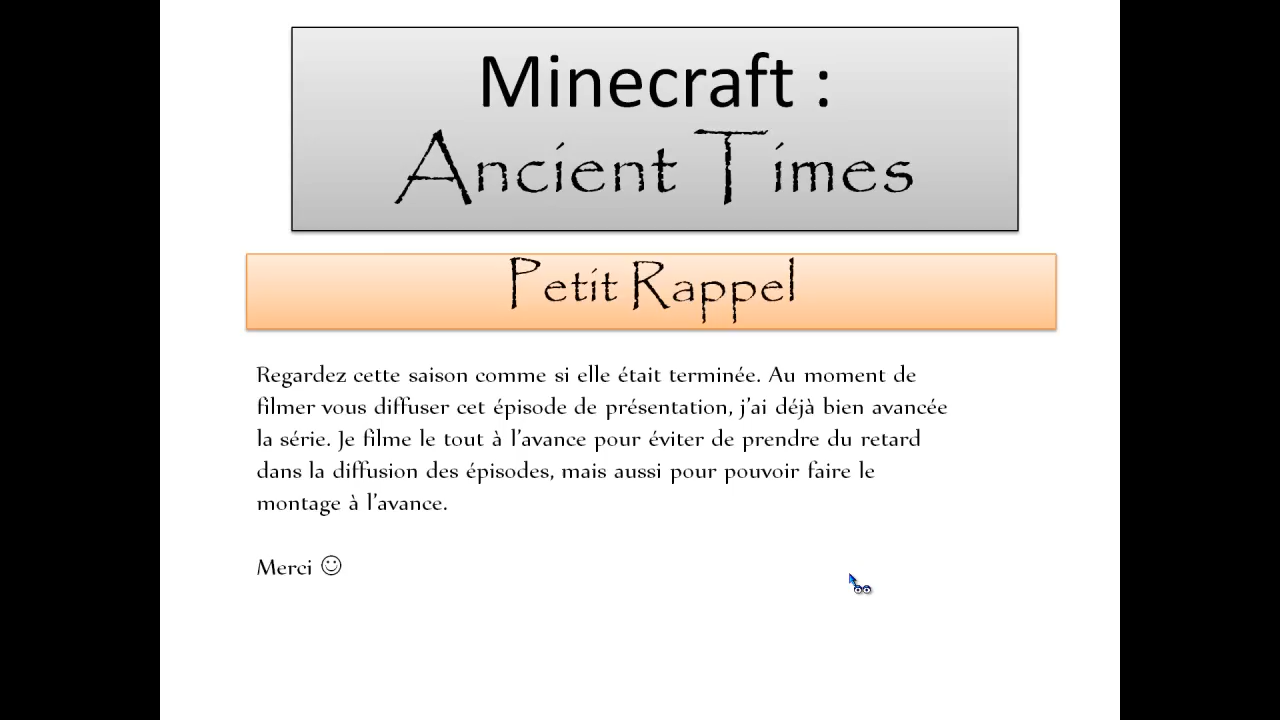 Minecraft :
Ancient Times
Petit Rappel
Regardez cette saison comme si elle était terminée. Au moment de
filmer vous diffuser cet épisode de présentation, j'ai déjà bien avancée
la série. Je filme le tout à l'avance pour éviter de prendre du retard
dans la diffusion des épisodes, mais aussi pour pouvoir faire le
montage à l'avance.
Merci ☺